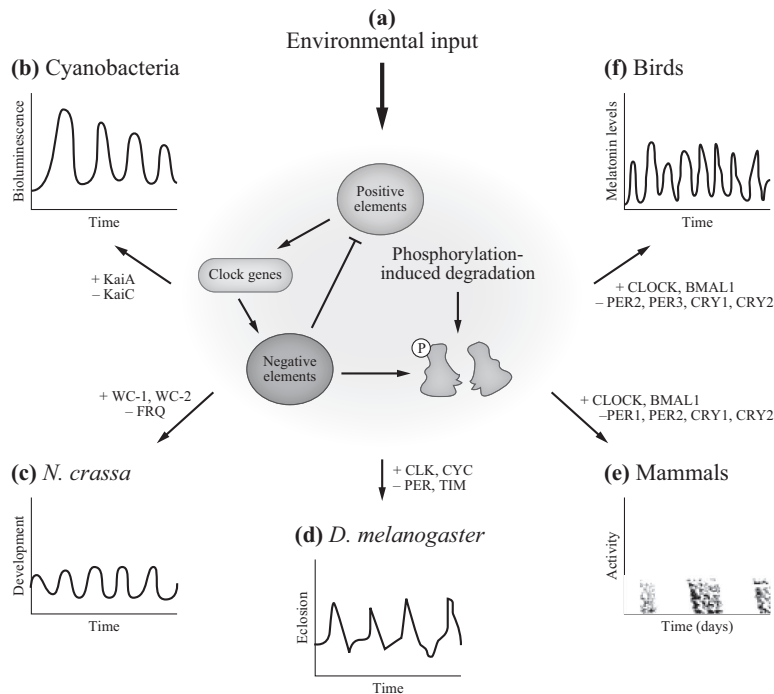 (a)
Environmental input
(b) Cyanobacteria
Bioluminescence
Time
(f) Birds
Melatonin levels
Time
Positive
elements
Clock genes
Phosphorylation-
induced degradation
Negative
elements
P
+ KaiA
– KaiC
+ CLOCK, BMAL1
– PER2, PER3, CRY1, CRY2
+ WC-1, WC-2
– FRQ
+ CLOCK, BMAL1
–PER1, PER2, CRY1, CRY2
+ CLK, CYC
– PER, TIM
(c) N. crassa
Development
Time
(d) D. melanogaster
Eclosion
Time
(e) Mammals
Activity
Time (days)